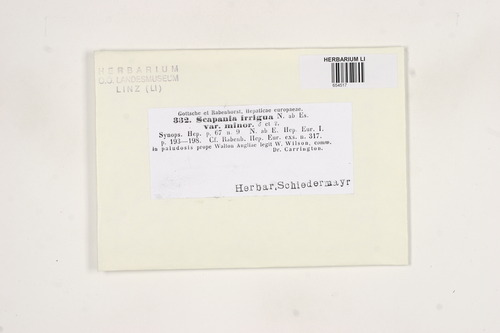 HERBARIUM
O.Ö. LANDESMUSEUM
LINZ (LI)
HERBARIUM LI
Gottsche et Rabenhorst, Hepaticae europaeae.
332. Scapania irrigua N. ab Es.
var. minor. ♂ et ♀.
Synops. Hep. p. 67 n. 9 N. ab E. Hep. Eur. I.
p. 193—198. Cf. Rabenh. Hep. Eur. exs. n. 317.
in paludosis prope Walton Angliae legit W. Wilson, comm.
Dr. Carrington.
Herbar, Schiedermayr